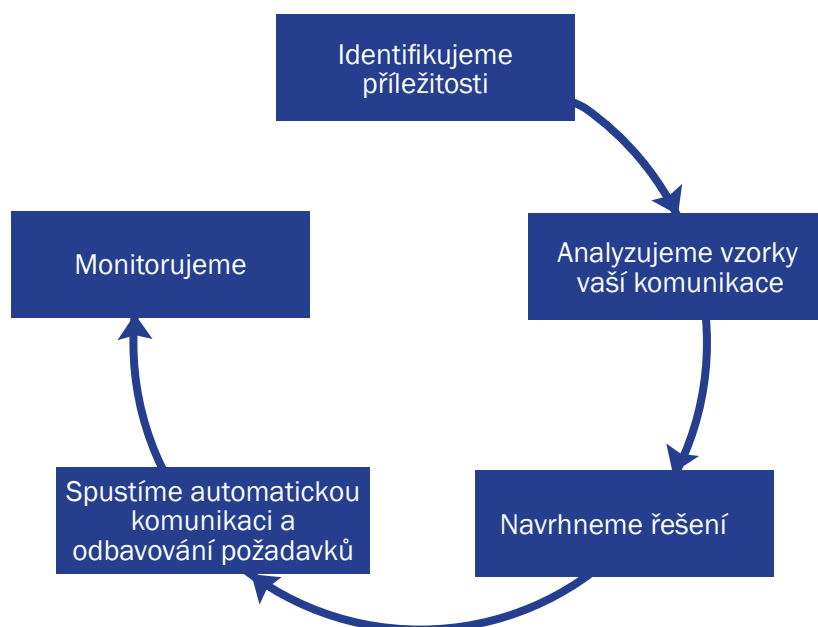 Identifikujeme
příležitosti
Analyzujeme vzorky
vaší komunikace
Navrhneme řešení
Spustíme automatickou
komunikaci a
odbavování požadavků
Monitorujeme